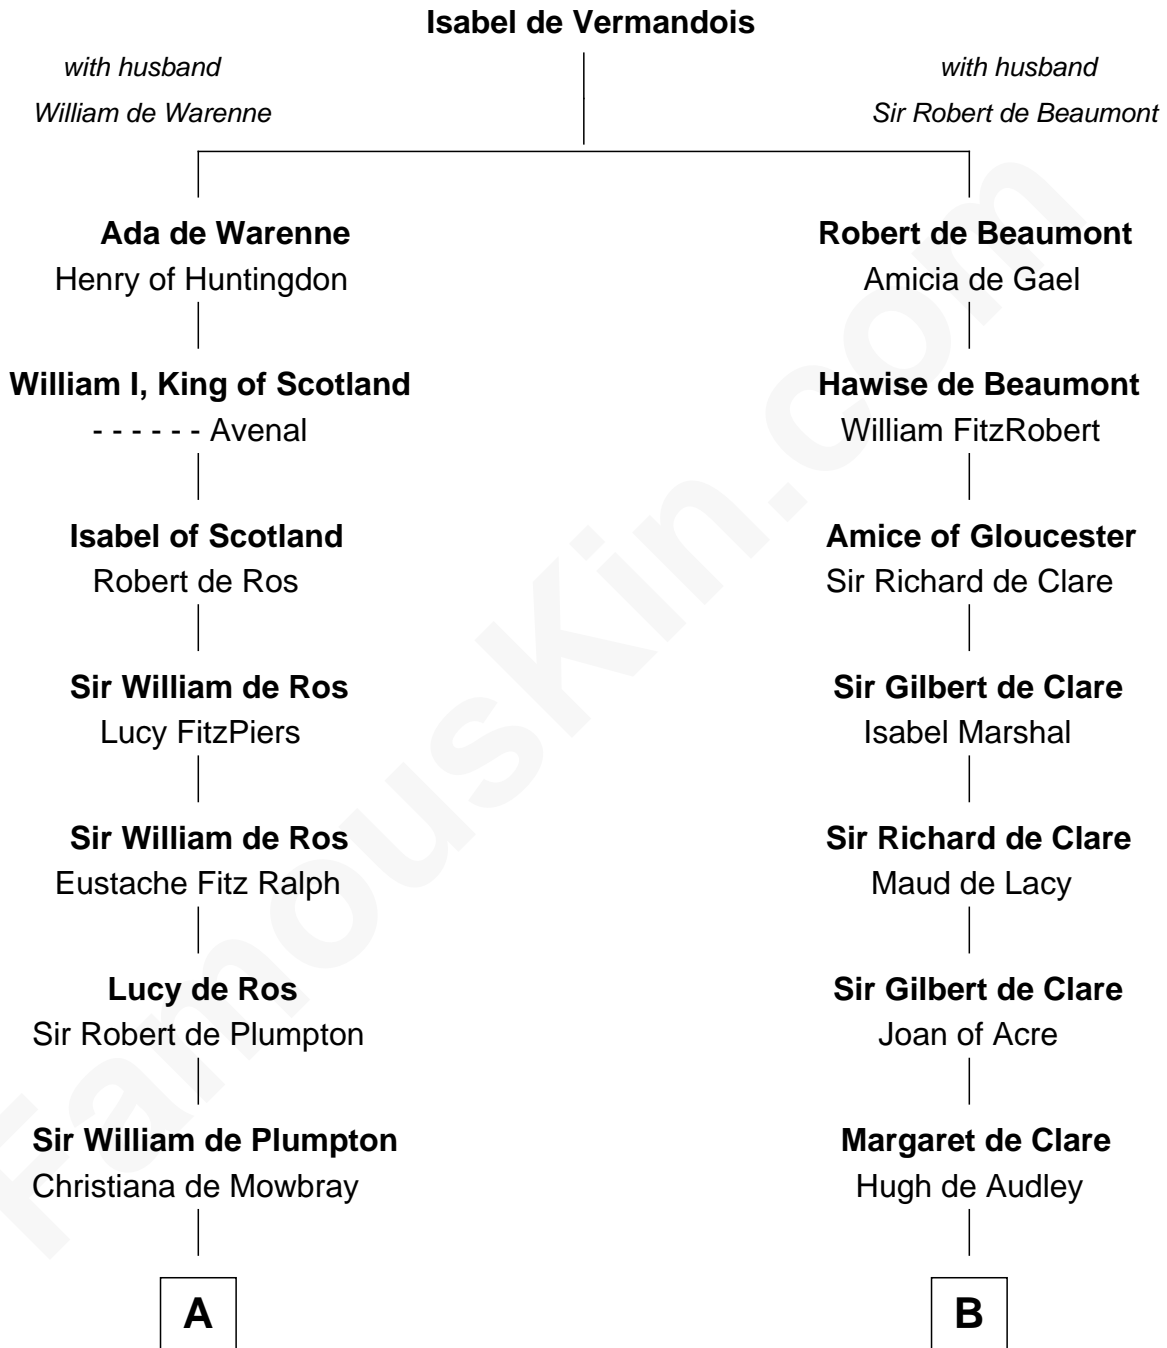 Isabel de Vermandois
with husband
William de Warenne
with husband
Sir Robert de Beaumont
Ada de Warenne
Henry of Huntingdon
William I, King of Scotland
- - - - - - Avenal
Isabel of Scotland
Robert de Ros
Sir William de Ros
Lucy FitzPiers
Sir William de Ros
Eustache Fitz Ralph
Lucy de Ros
Sir Robert de Plumpton
Sir William de Plumpton
Christiana de Mowbray
A
Robert de Beaumont
Amicia de Gael
Hawise de Beaumont
William FitzRobert
Amice of Gloucester
Sir Richard de Clare
Sir Gilbert de Clare
Isabel Marshal
Sir Richard de Clare
Maud de Lacy
Sir Gilbert de Clare
Joan of Acre
Margaret de Clare
Hugh de Audley
B
FamousKin.com